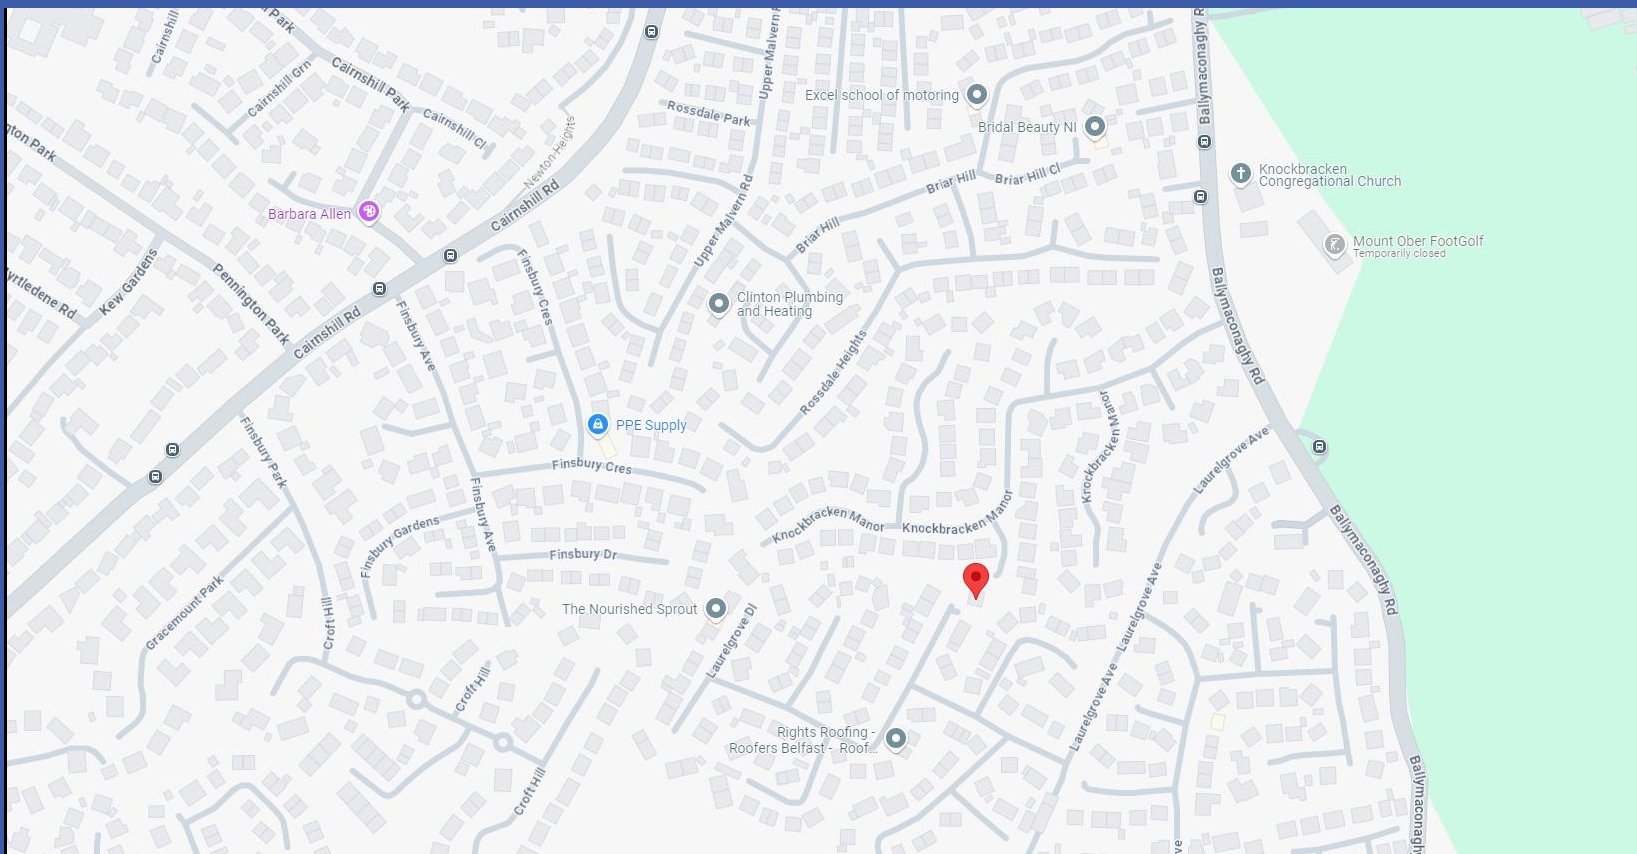 Cairnshill
Park
Cairnshill Grn
Cairnshill Park
Cairnshill Cl
Newton Heights
Upper Malvern R
Rossdale Park
Excel school of motoring
Bridal Beauty NI
Ballymaconaghy R
Knockbracken
Congregational Church
Mount Ober FootGolf
Temporarily closed
gton Park
Barbara Allen
Cairnshill Rd
Briar Hill
Briar Hill Cl
Upper Malvern Rd
Briar Hill
yrtledene Rd
Kew Gardens
Pennington Park
Cairnshill Rd
Finsbury Ave
Finsbury Cres
Clinton Plumbing
and Heating
Rossdale Heights
Ballymaconaghy Rd
PPE Supply
Finsbury Park
Finsbury Cres
Knockbracken Manor
Laurelgrove Ave
Finsbury Ave
Finsbury Gardens
Finsbury Dr
Knockbracken Manor
Knockbracken Manor
Ballymaconaghy Rd
Gracemount Park
Croft Hill
The Nourished Sprout
Laurelgrove Dl
Laurelgrove Ave
Croft Hill
Laurelgrove Ave
Rights Roofing -
Roofers Belfast - Roof...
Croft Hill
Ballymaconagh
ve